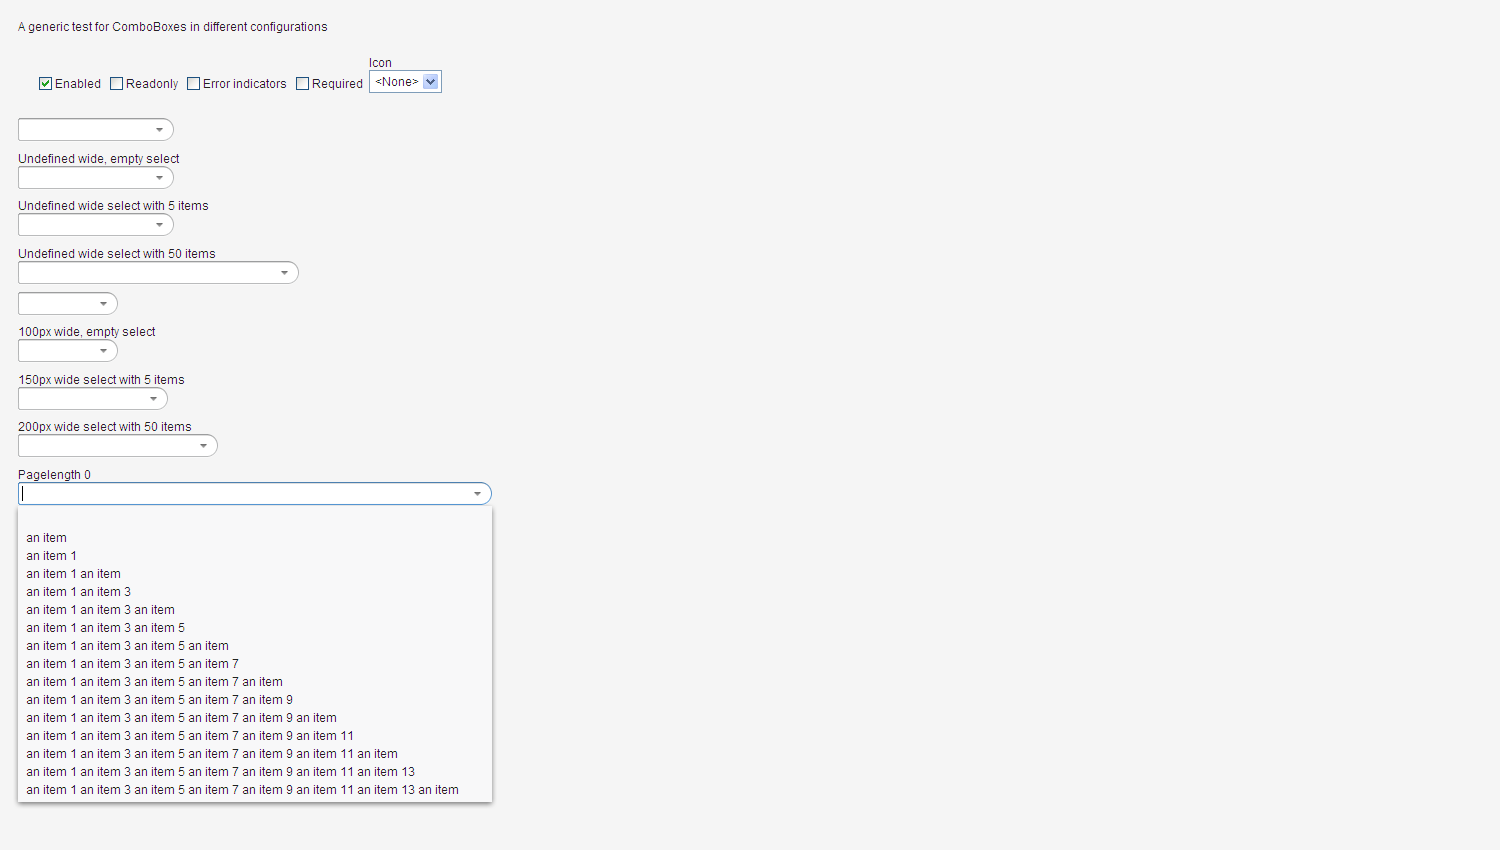 A generic test for ComboBoxes in different configurations
Icon
Enabled Readonly Error indicators Required <None>
Undefined wide, empty select
Undefined wide select with 5 items
Undefined wide select with 50 items
100px wide, empty select
150px wide select with 5 items
200px wide select with 50 items
Pagelength 0
an item
an item 1
an item 1 an item
an item 1 an item 3
an item 1 an item 3 an item
an item 1 an item 3 an item 5
an item 1 an item 3 an item 5 an item
an item 1 an item 3 an item 5 an item 7
an item 1 an item 3 an item 5 an item 7 an item
an item 1 an item 3 an item 5 an item 7 an item 9
an item 1 an item 3 an item 5 an item 7 an item 9 an item
an item 1 an item 3 an item 5 an item 7 an item 9 an item 11
an item 1 an item 3 an item 5 an item 7 an item 9 an item 11 an item
an item 1 an item 3 an item 5 an item 7 an item 9 an item 11 an item 13
an item 1 an item 3 an item 5 an item 7 an item 9 an item 11 an item 13 an item